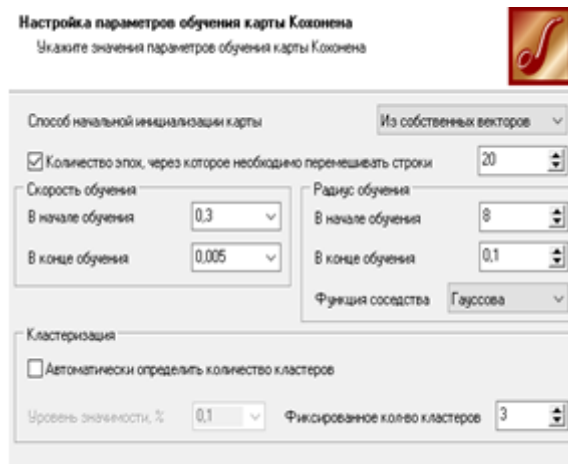 Настройка параметров обучения карты Кохонена
Укажите значения параметров обучения карты Кохонена
Способ начальной инициализации карты Из собственных векторов
Количество эпох, через которое необходимо перемешивать строки 20
Скорость обучения
В начале обучения 0,3
В конце обучения 0,005
Радиус обучения
В начале обучения 8
В конце обучения 0,1
Функция соседства Гауссова
Кластеризация
Автоматически определить количество кластеров
Уровень значимости, % 0,1 Фиксированное кол-во кластеров 3